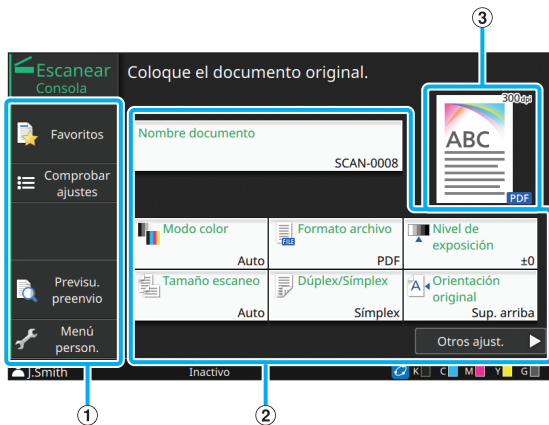 ③
Escanear
Consola
Coloque el documento original.
300dpi
Favoritos
Nombre documento
SCAN-0008
ABC
PDF
Comprobar
ajustes
Modo color
Auto
Formato archivo
FILE
PDF
Nivel de
exposición
±0
Tamaño escaneo
Auto
Dúplex/Símplex
Símplex
A
Orientación
original
Sup. arriba
Previsu.
preenvio
Menú
person.
Otros ajust.
J.Smith
Inactivo
K C M Y G
① ②